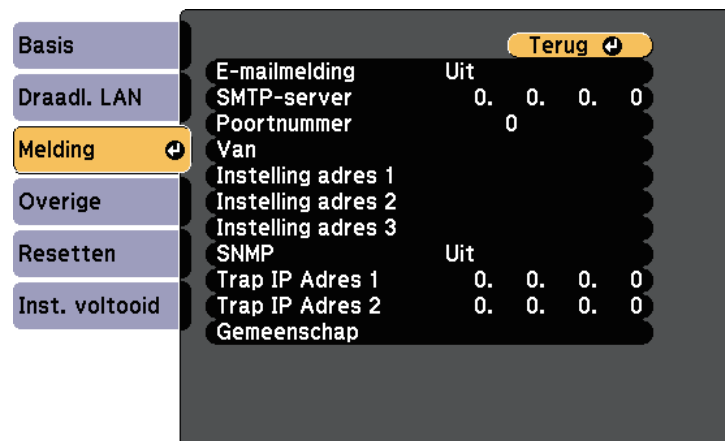 Basis
Draadl. LAN
Melding
Overige
Resetten
Inst. voltooid
Terug
E-mailmelding Uit
SMTP-server 0. 0. 0. 0
Poortnummer 0
Van
Instelling adres 1
Instelling adres 2
Instelling adres 3
SNMP Uit
Trap IP Adres 1 0. 0. 0. 0
Trap IP Adres 2 0. 0. 0. 0
Gemeenschap